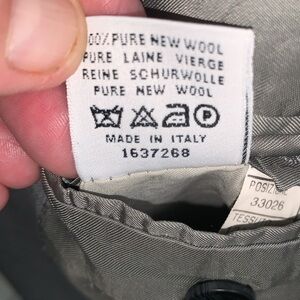 100% PURE NEW WOOL
PURE LAINE VIERGE
REINE SCHURWOLLE
PURE NEW WOOL
P
MADE IN ITALY
1637268
33026